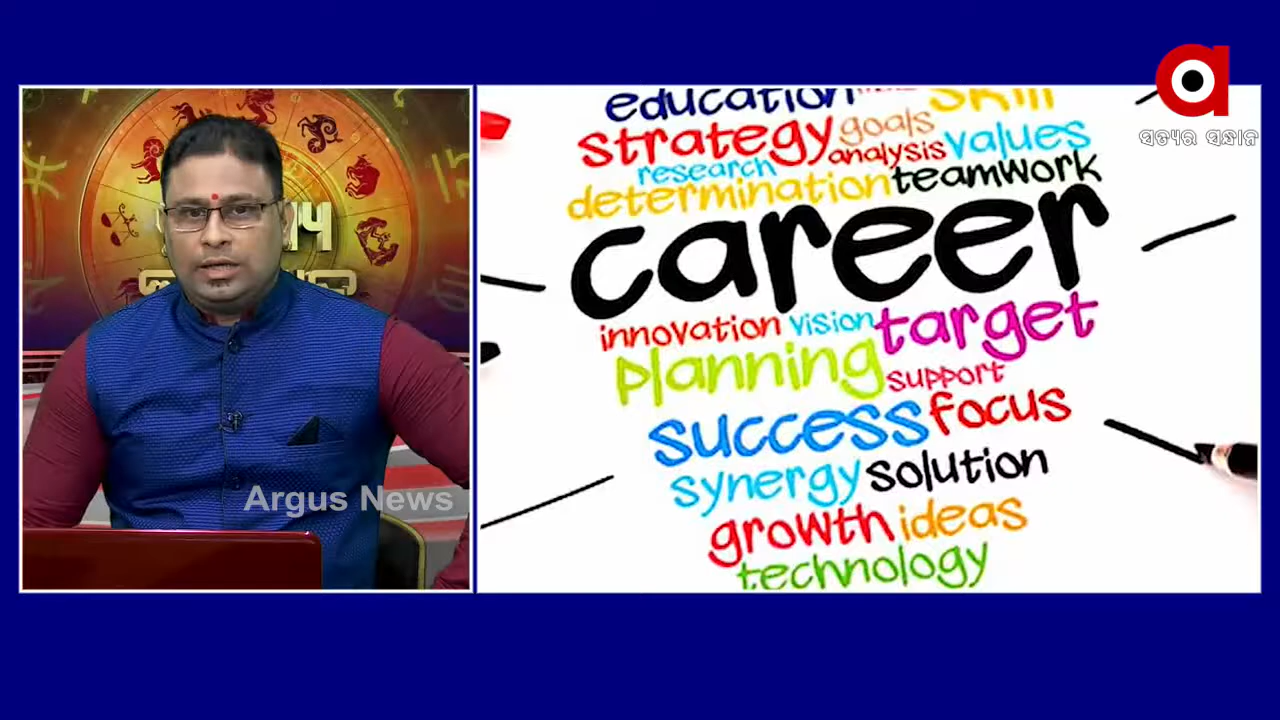 ସତ୍ୟର ସନ୍ଧାନ
Argus News
education
skill
strategy goals
research analysis values
determination teamwork
career
innovation vision target
planning support
success focus
synergy solution
growth ideas
technology